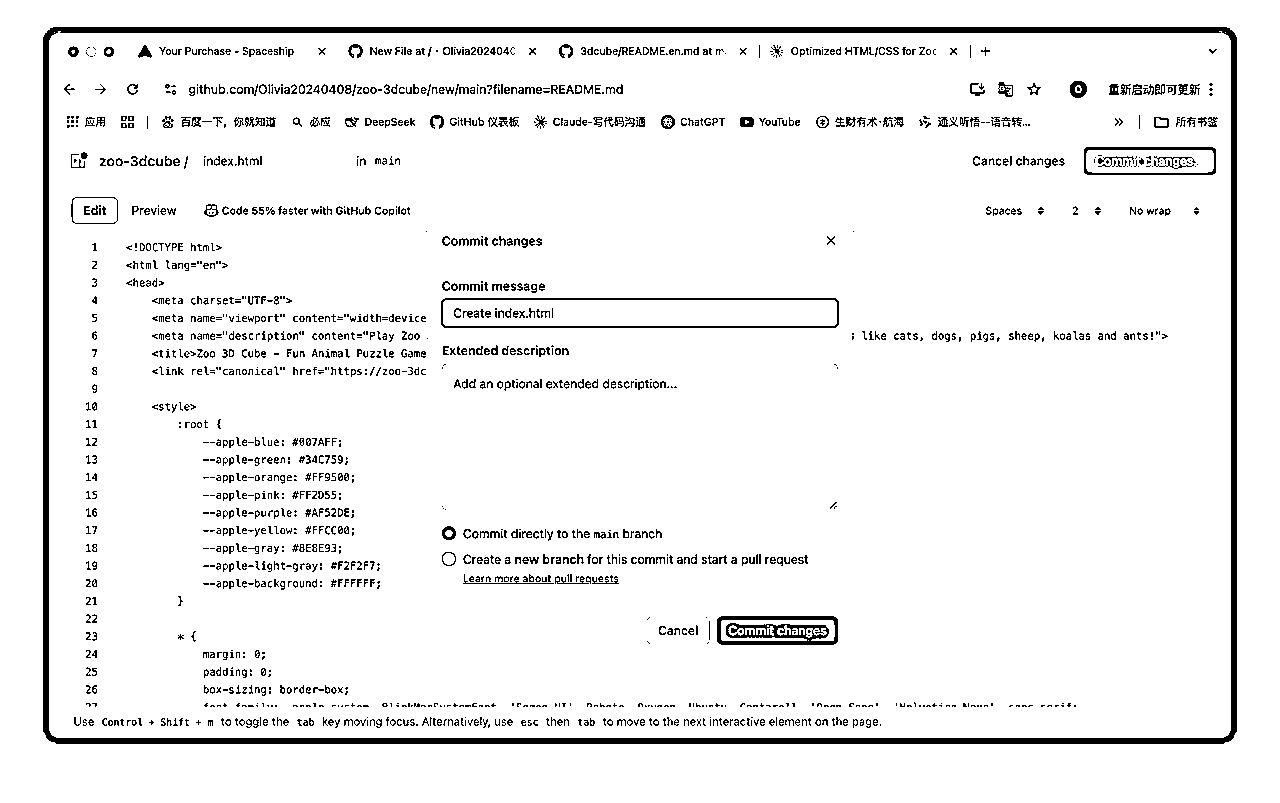 Your Purchase - Spaceship
New File at / · Olivia2024040
3dcube/README.en.md at m
Optimized HTML/CSS for Zoo
github.com/Olivia20240408/zoo-3dcube/new/main?filename=README.md
重新启动即可更新
应用
百度一下，你就知道
必应
DeepSeek
GitHub 仪表板
Claude-写代码沟通
ChatGPT
YouTube
生财有术·航海
通义听悟--语音转...
所有书签
zoo-3dcube / index.html in main
Cancel changes
Commit changes...
Edit
Preview
Code 55% faster with GitHub Copilot
Spaces
2
No wrap
1 <!DOCTYPE html>
2 <html lang="en">
3 <head>
4 <meta charset="UTF-8">
5 <meta name="viewport" content="width=device
6 <meta name="description" content="Play Zoo
; like cats, dogs, pigs, sheep, koalas and ants!">
7 <title>Zoo 3D Cube - Fun Animal Puzzle Game
8 <link rel="canonical" href="https://zoo-3dc
9
10 <style>
11 :root {
12 --apple-blue: #007AFF;
13 --apple-green: #34C759;
14 --apple-orange: #FF9500;
15 --apple-pink: #FF2D55;
16 --apple-purple: #AF52DE;
17 --apple-yellow: #FFCC00;
18 --apple-gray: #8E8E93;
19 --apple-light-gray: #F2F2F7;
20 --apple-background: #FFFFFF;
21 }
22
23 * {
24 margin: 0;
25 padding: 0;
26 box-sizing: border-box;
Commit changes
Commit message
Create index.html
Extended description
Add an optional extended description...
Commit directly to the main branch
Create a new branch for this commit and start a pull request
Learn more about pull requests
Cancel
Commit changes
Use Control + Shift + m to toggle the tab key moving focus. Alternatively, use esc then tab to move to the next interactive element on the page.